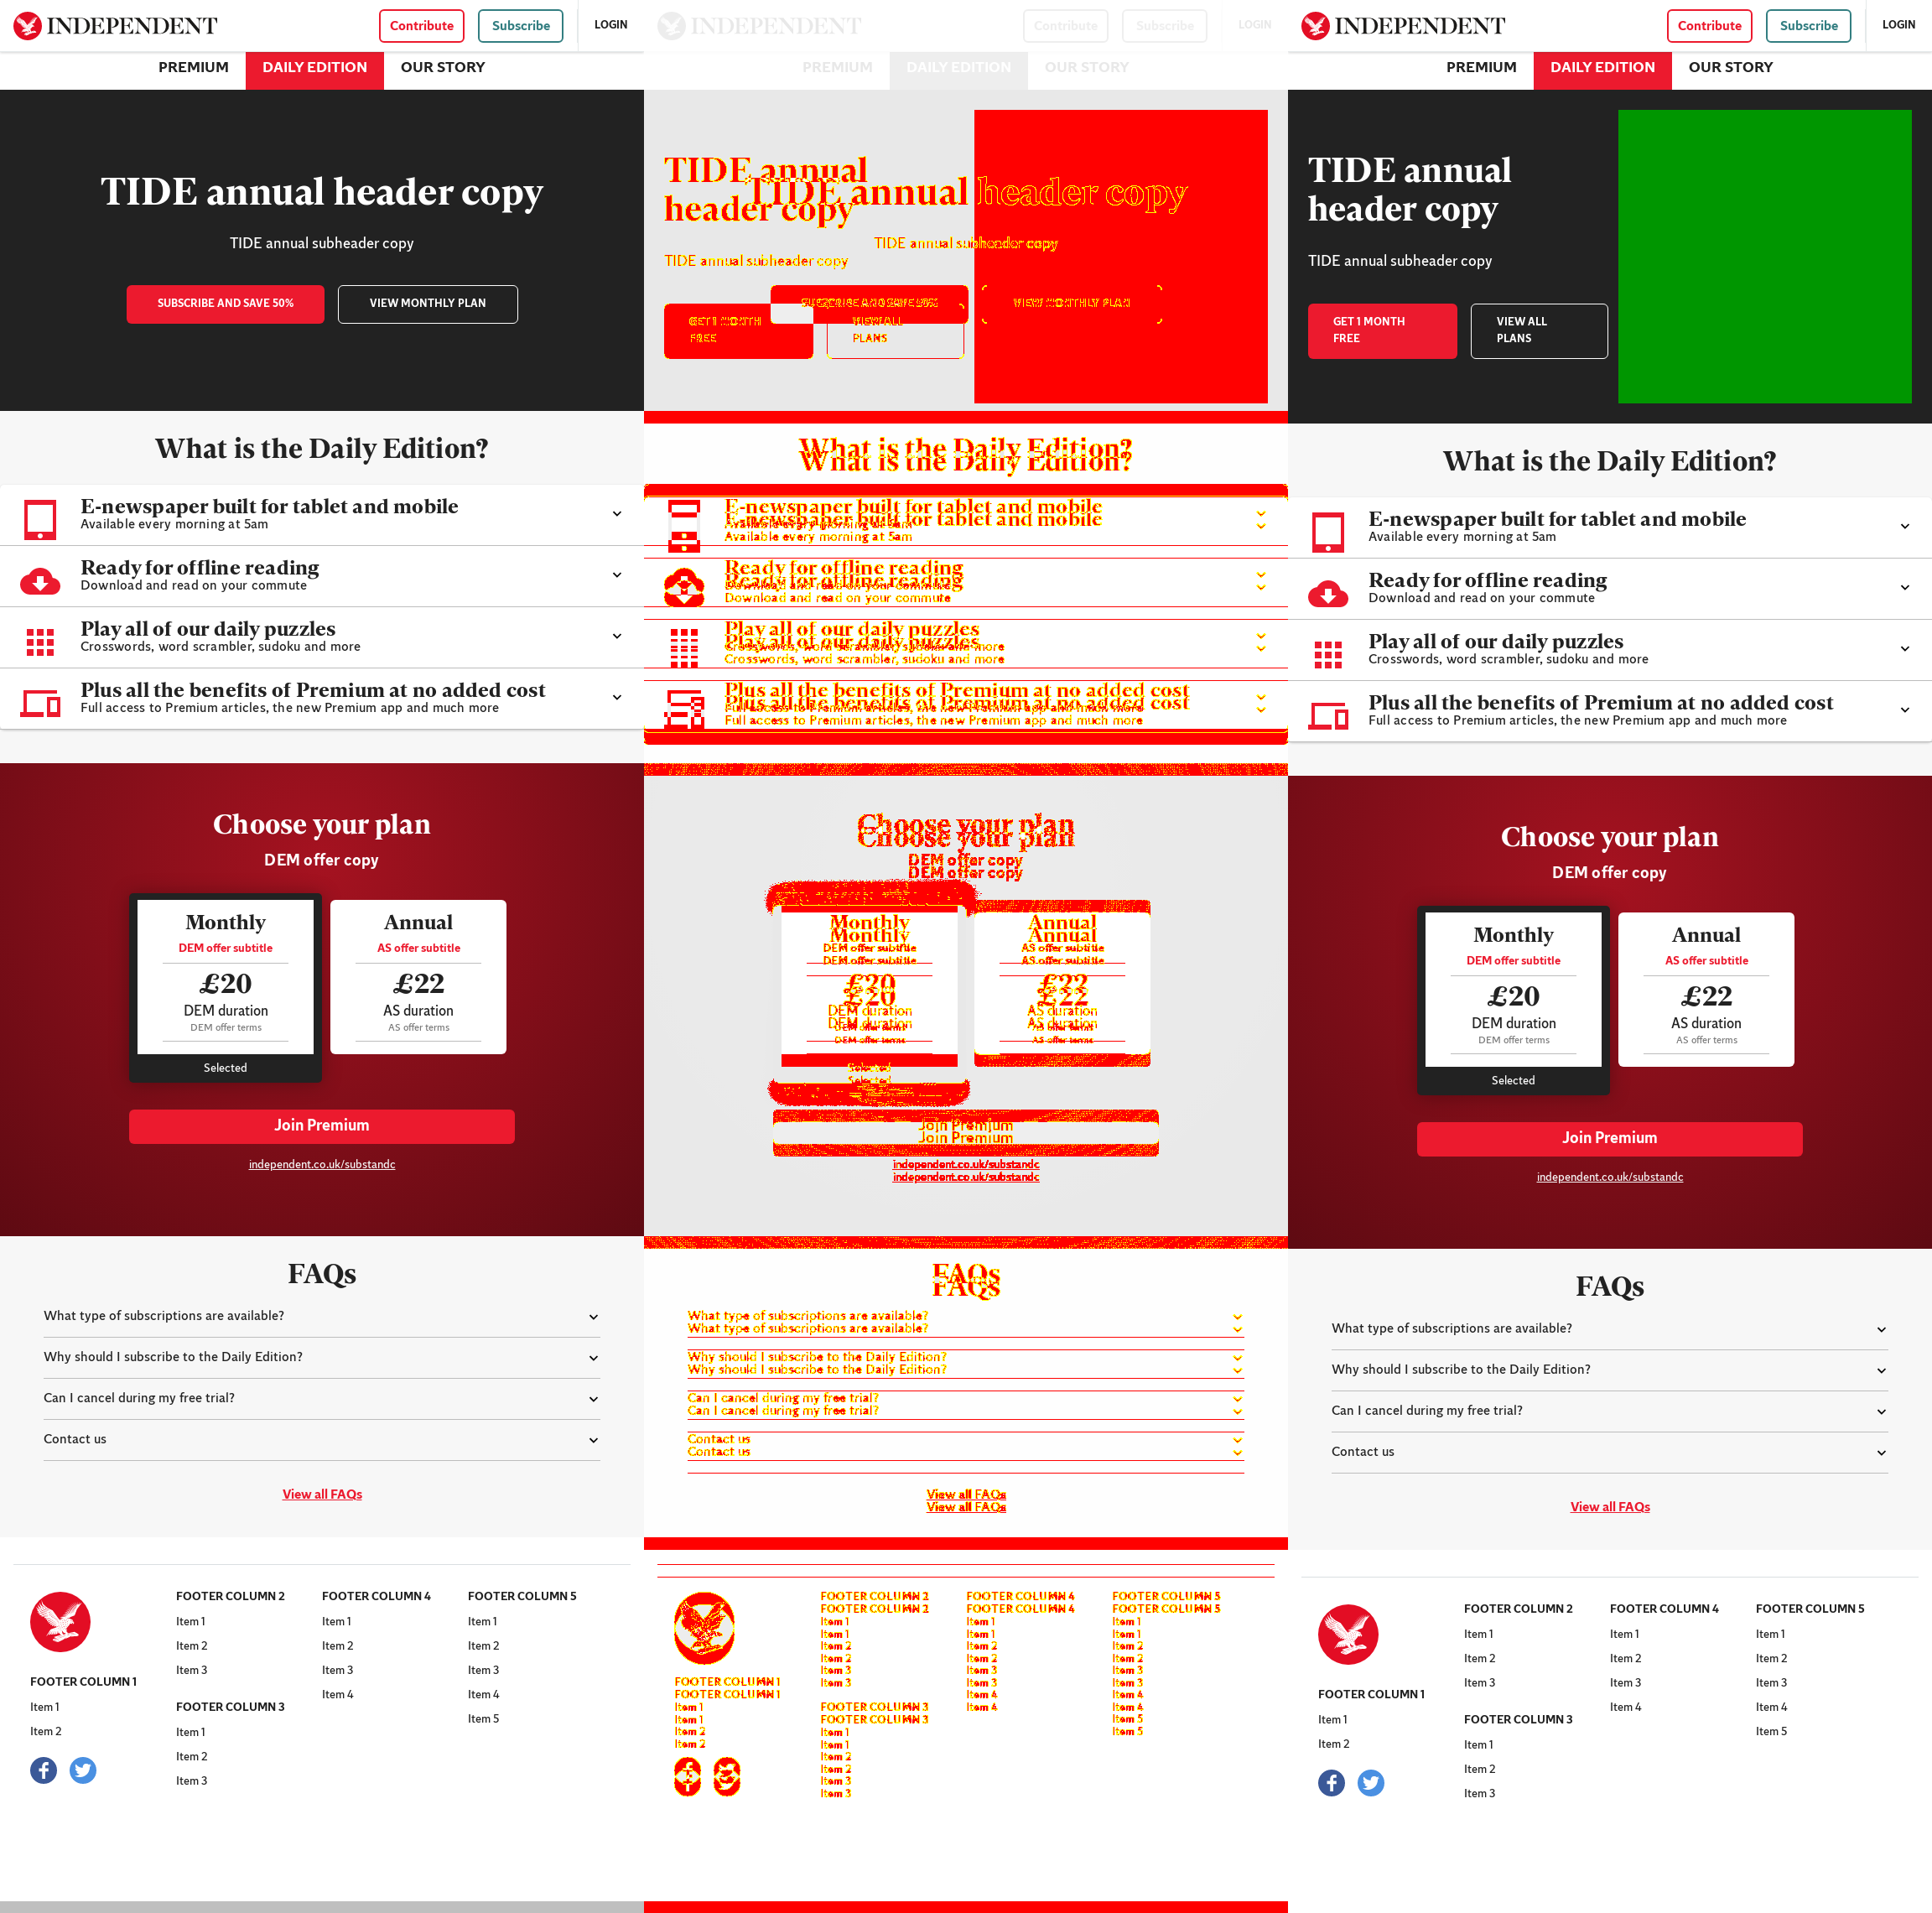 INDEPENDENT
Contribute
Subscribe
LOGIN
PREMIUM
DAILY EDITION
OUR STORY
TIDE annual header copy
TIDE annual subheader copy
SUBSCRIBE AND SAVE 50%
VIEW MONTHLY PLAN
What is the Daily Edition?
E-newspaper built for tablet and mobile
Available every morning at 5am
Ready for offline reading
Download and read on your commute
Play all of our daily puzzles
Crosswords, word scrambler, sudoku and more
Plus all the benefits of Premium at no added cost
Full access to Premium articles, the new Premium app and much more
Choose your plan
DEM offer copy
Monthly
DEM offer subtitle
£20
DEM duration
DEM offer terms
Selected
Annual
AS offer subtitle
£22
AS duration
AS offer terms
Join Premium
independent.co.uk/substandc
FAQs
What type of subscriptions are available?
Why should I subscribe to the Daily Edition?
Can I cancel during my free trial?
Contact us
View all FAQs
FOOTER COLUMN 1
Item 1
Item 2
FOOTER COLUMN 2
Item 1
Item 2
Item 3
FOOTER COLUMN 3
Item 1
Item 2
Item 3
FOOTER COLUMN 4
Item 1
Item 2
Item 3
Item 4
FOOTER COLUMN 5
Item 1
Item 2
Item 3
Item 4
Item 5
INDEPENDENT
Contribute
Subscribe
LOGIN
PREMIUM
DAILY EDITION
OUR STORY
TIDE annual
header copy
TIDE annual header copy
TIDE annual subheader copy
TIDE annual subheader copy
VIEW MONTHLY PLAN
GET 1 MONTH
FREE
VIEW ALL
PLANS
What is the Daily Edition?
What is the Daily Edition?
E-newspaper built for tablet and mobile
E-newspaper built for tablet and mobile
Available every morning at 5am
Available every morning at 5am
Ready for offline reading
Ready for offline reading
Download and read on your commute
Download and read on your commute
Play all of our daily puzzles
Play all of our daily puzzles
Crosswords, word scrambler, sudoku and more
Crosswords, word scrambler, sudoku and more
Plus all the benefits of Premium at no added cost
Plus all the benefits of Premium at no added cost
Full access to Premium articles, the new Premium app and much more
Full access to Premium articles, the new Premium app and much more
Choose your plan
Choose your plan
DEM offer copy
DEM offer copy
Monthly
Monthly
DEM offer subtitle
DEM offer subtitle
£20
£20
DEM duration
DEM duration
DEM offer terms
DEM offer terms
Selected
Selected
Annual
Annual
AS offer subtitle
AS offer subtitle
£22
£22
AS duration
AS duration
AS offer terms
AS offer terms
Join Premium
Join Premium
independent.co.uk/substandc
independent.co.uk/substandc
FAQs
FAQs
What type of subscriptions are available?
What type of subscriptions are available?
Why should I subscribe to the Daily Edition?
Why should I subscribe to the Daily Edition?
Can I cancel during my free trial?
Can I cancel during my free trial?
Contact us
Contact us
View all FAQs
View all FAQs
FOOTER COLUMN 1
FOOTER COLUMN 1
Item 1
Item 1
Item 2
Item 2
FOOTER COLUMN 2
FOOTER COLUMN 2
Item 1
Item 1
Item 2
Item 2
Item 3
Item 3
FOOTER COLUMN 3
FOOTER COLUMN 3
Item 1
Item 1
Item 2
Item 2
Item 3
Item 3
FOOTER COLUMN 4
FOOTER COLUMN 4
Item 1
Item 1
Item 2
Item 2
Item 3
Item 3
Item 4
Item 4
FOOTER COLUMN 5
FOOTER COLUMN 5
Item 1
Item 1
Item 2
Item 2
Item 3
Item 3
Item 4
Item 4
Item 5
Item 5
INDEPENDENT
Contribute
Subscribe
LOGIN
PREMIUM
DAILY EDITION
OUR STORY
TIDE annual
header copy
TIDE annual subheader copy
GET 1 MONTH
FREE
VIEW ALL
PLANS
What is the Daily Edition?
E-newspaper built for tablet and mobile
Available every morning at 5am
Ready for offline reading
Download and read on your commute
Play all of our daily puzzles
Crosswords, word scrambler, sudoku and more
Plus all the benefits of Premium at no added cost
Full access to Premium articles, the new Premium app and much more
Choose your plan
DEM offer copy
Monthly
DEM offer subtitle
£20
DEM duration
DEM offer terms
Selected
Annual
AS offer subtitle
£22
AS duration
AS offer terms
Join Premium
independent.co.uk/substandc
FAQs
What type of subscriptions are available?
Why should I subscribe to the Daily Edition?
Can I cancel during my free trial?
Contact us
View all FAQs
FOOTER COLUMN 1
Item 1
Item 2
FOOTER COLUMN 2
Item 1
Item 2
Item 3
FOOTER COLUMN 3
Item 1
Item 2
Item 3
FOOTER COLUMN 4
Item 1
Item 2
Item 3
Item 4
FOOTER COLUMN 5
Item 1
Item 2
Item 3
Item 4
Item 5